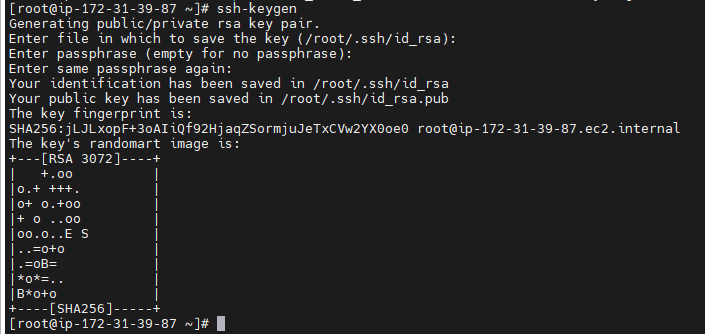 [root@ip-172-31-39-87 ~]# ssh-keygen
Generating public/private rsa key pair.
Enter file in which to save the key (/root/.ssh/id_rsa):
Enter passphrase (empty for no passphrase):
Enter same passphrase again:
Your identification has been saved in /root/.ssh/id_rsa
Your public key has been saved in /root/.ssh/id_rsa.pub
The key fingerprint is:
SHA256:jLJLxopF+3oAIiQf92HjaqZSormjuJeTxCVw2YX0oe0 root@ip-172-31-39-87.ec2.internal
The key's randomart image is:
+---[RSA 3072]----+
|   +.oo          |
|o.+ +++.         |
|o+ o.+oo         |
|+ o ..oo         |
|oo.o..E S        |
|..=o+o           |
|.=oB=            |
|*o*=..           |
|B*o+o            |
+----[SHA256]-----+
[root@ip-172-31-39-87 ~]#